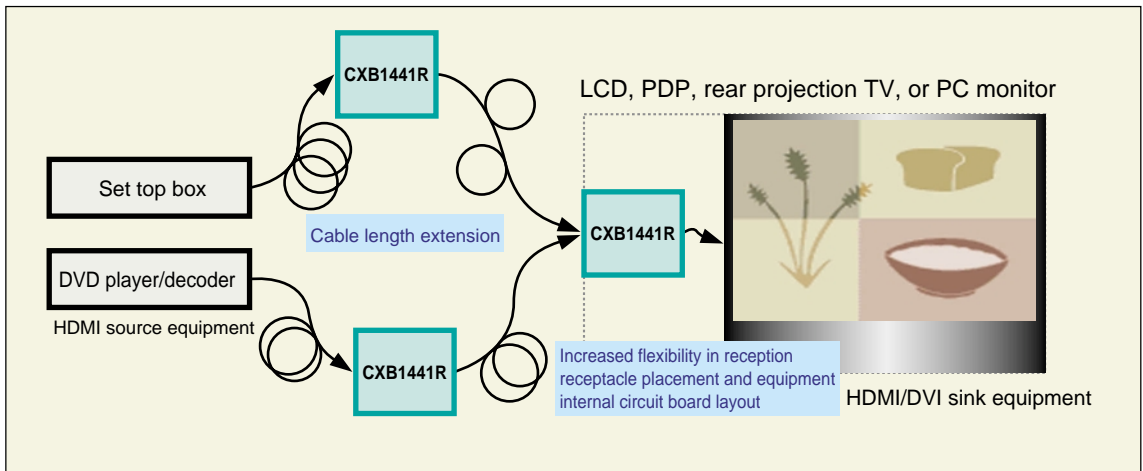 CXB1441R
LCD, PDP, rear projection TV, or PC monitor
Set top box
Cable length extension
CXB1441R
DVD player/decoder
HDMI source equipment
CXB1441R
Increased flexibility in reception
receptacle placement and equipment
internal circuit board layout
HDMI/DVI sink equipment